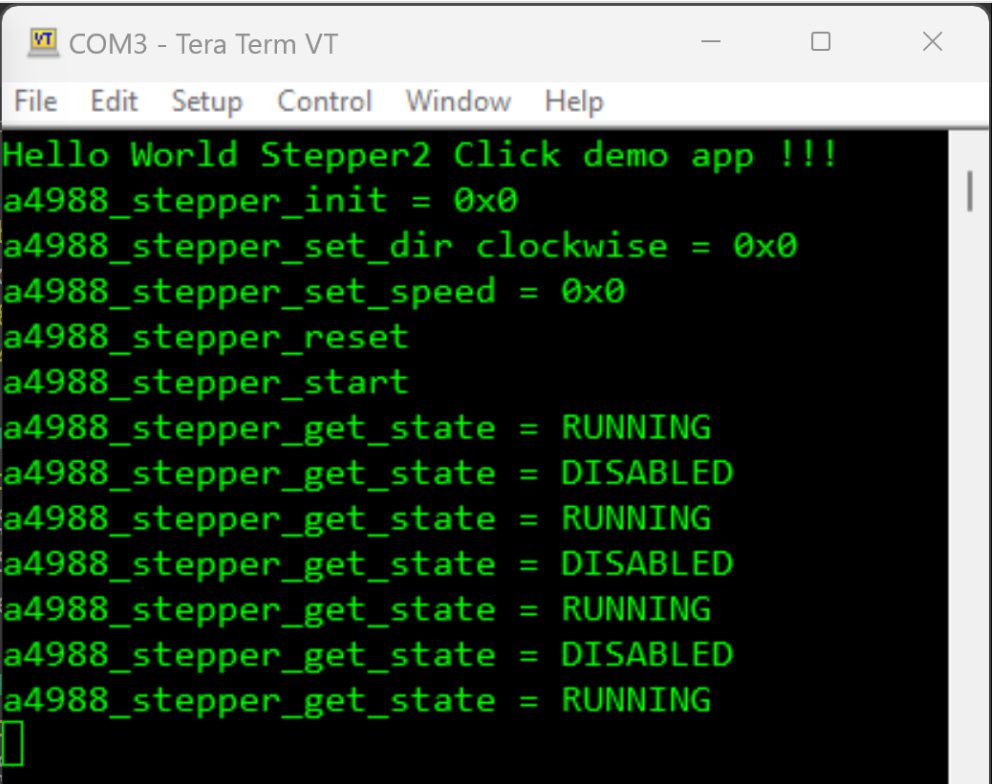 VT COM3 - Tera Term VT
File Edit Setup Control Window Help
Hello World Stepper2 Click demo app !!!
a4988_stepper_init = 0x0
a4988_stepper_set_dir clockwise = 0x0
a4988_stepper_set_speed = 0x0
a4988_stepper_reset
a4988_stepper_start
a4988_stepper_get_state = RUNNING
a4988_stepper_get_state = DISABLED
a4988_stepper_get_state = RUNNING
a4988_stepper_get_state = DISABLED
a4988_stepper_get_state = RUNNING
a4988_stepper_get_state = DISABLED
a4988_stepper_get_state = RUNNING